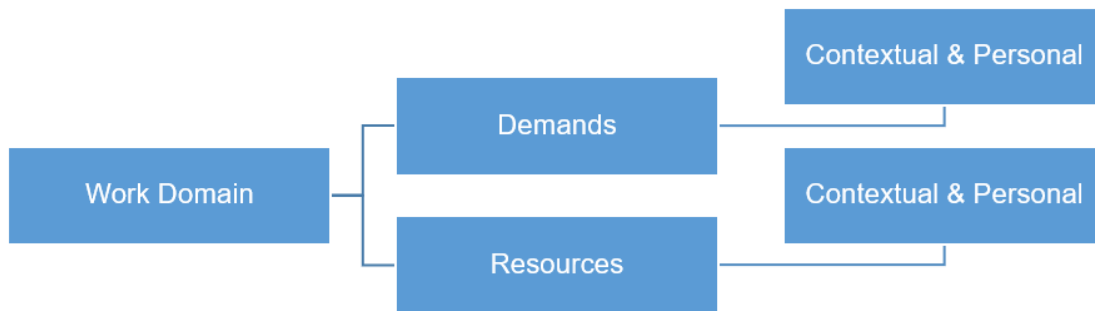 Contextual & Personal
Demands
Work Domain
Contextual & Personal
Resources